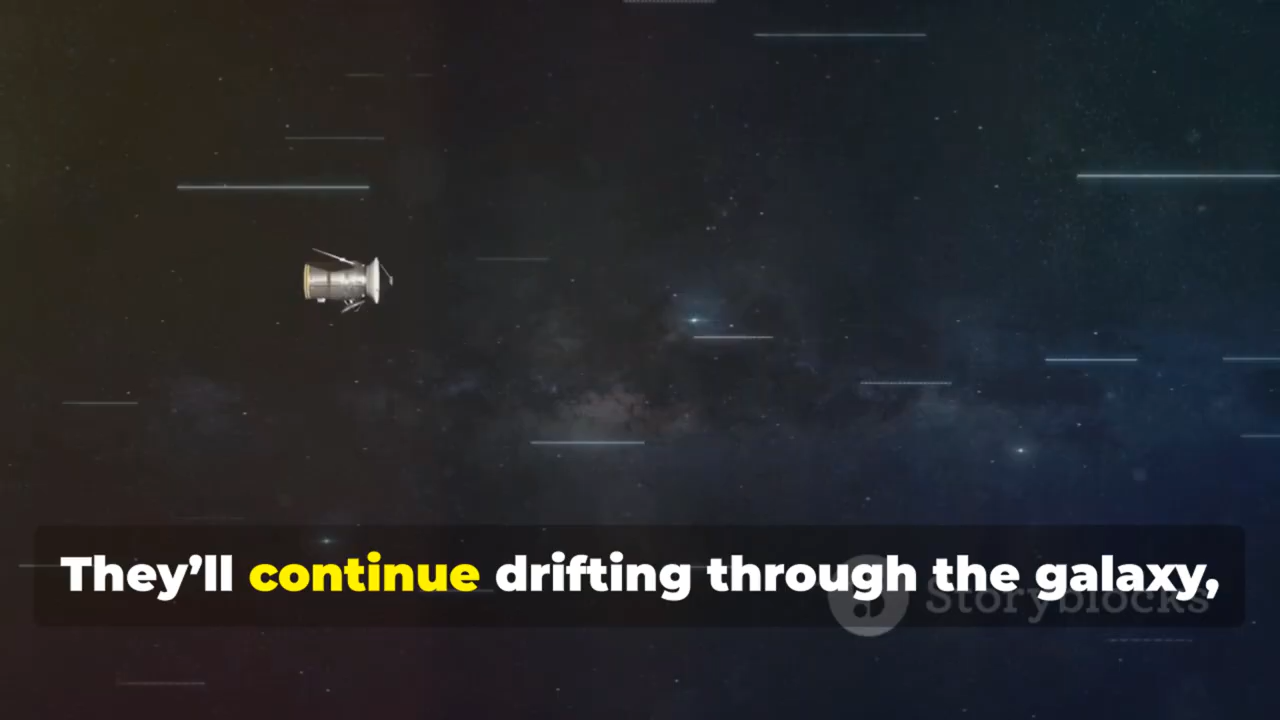 They’ll continue drifting through the galaxy,
Storyblocks